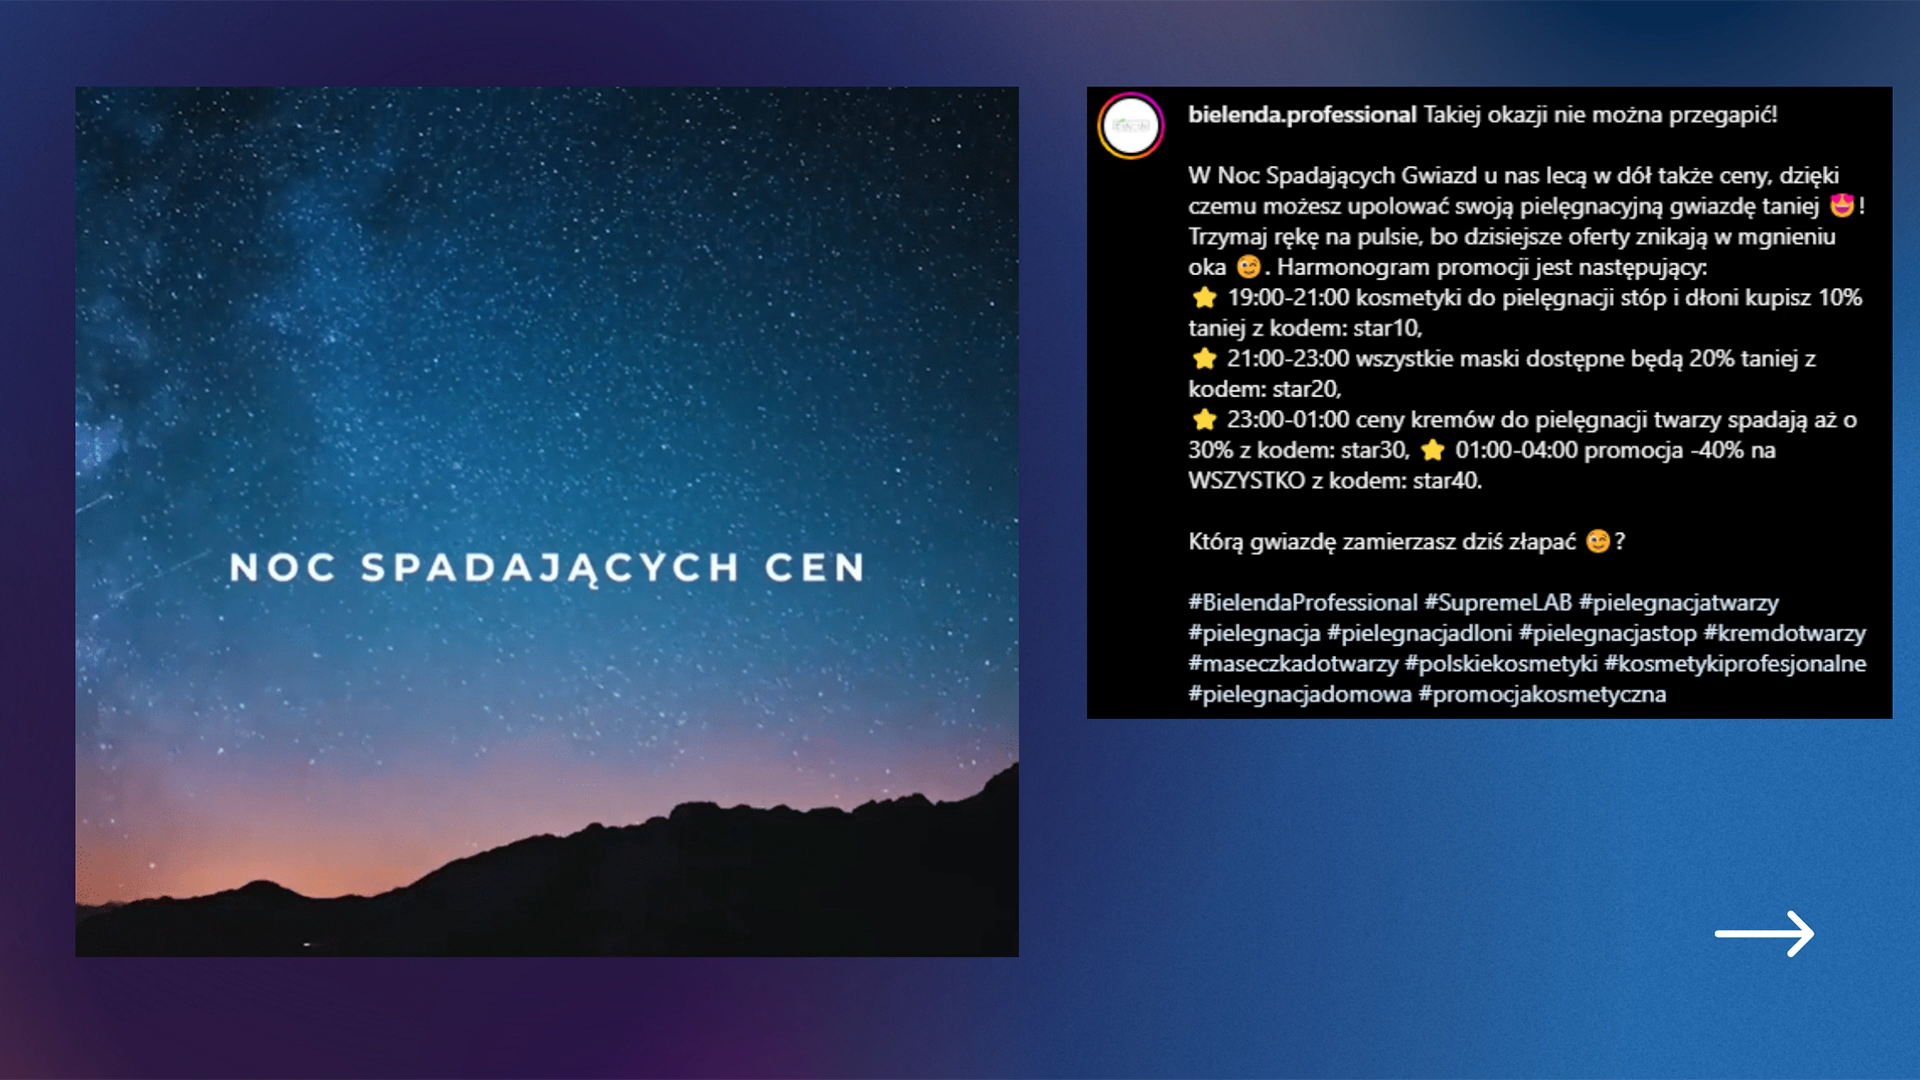 NOC SPADAJĄCYCH CEN
bielenda.professional Takiej okazji nie można przegapić!
W Noc Spadających Gwiazd u nas lecą w dół także ceny, dzięki
czemu możesz upolować swoją pielęgnacyjną gwiazdę taniej 😍!
Trzymaj rękę na pulsie, bo dzisiejsze oferty znikają w mgnieniu
oka 😉. Harmonogram promocji jest następujący:
⭐ 19:00-21:00 kosmetyki do pielęgnacji stóp i dłoni kupisz 10%
taniej z kodem: star10,
⭐ 21:00-23:00 wszystkie maski dostępne będą 20% taniej z
kodem: star20,
⭐ 23:00-01:00 ceny kremów do pielęgnacji twarzy spadają aż o
30% z kodem: star30, ⭐ 01:00-04:00 promocja -40% na
WSZYSTKO z kodem: star40.
Którą gwiazdę zamierzasz dziś złapać 😉?
#BielendaProfessional #SupremeLAB #pielegnacjatwarzy
#pielegnacja #pielegnacjadloni #pielegnacjastop #kremdotwarzy
#maseczkadotwarzy #polskiekosmetyki #kosmetykiprofesjonalne
#pielegnacjadomowa #promocjakosmetyczna